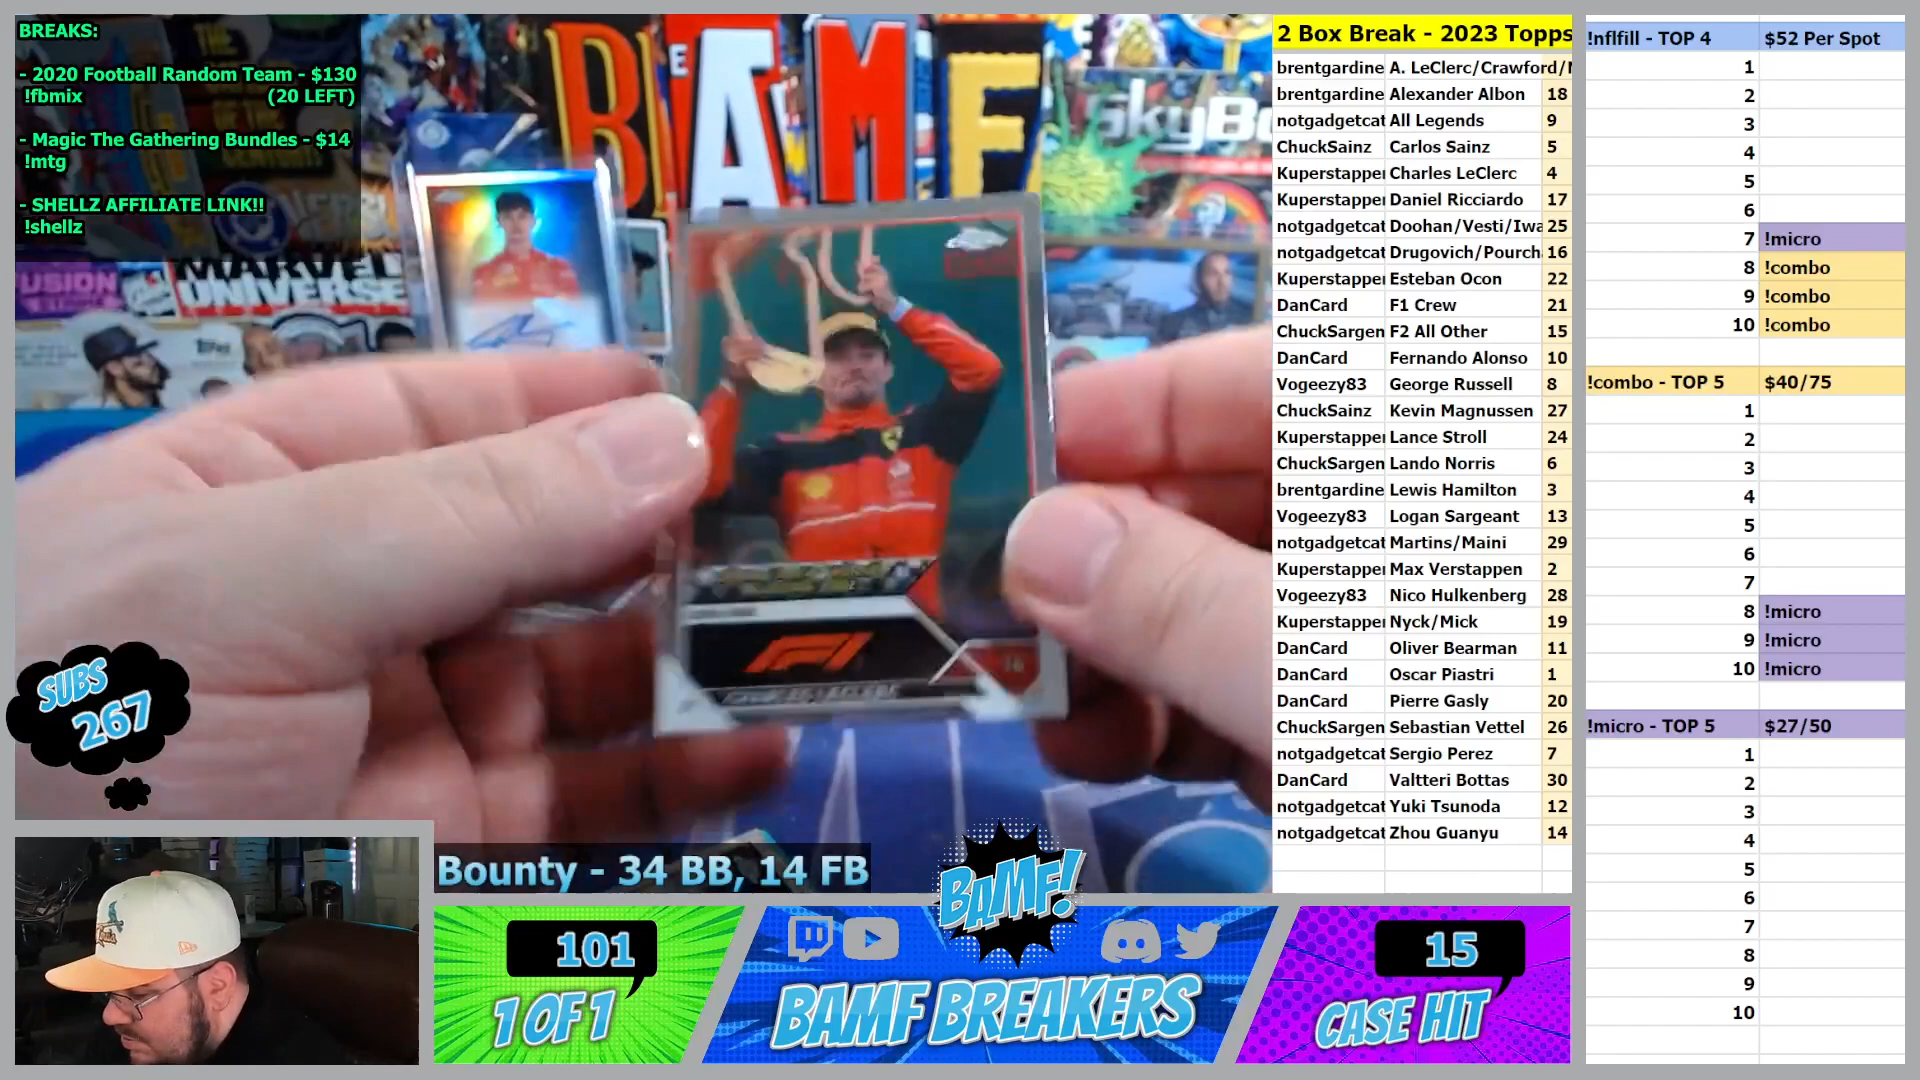 BREAKS:
- 2020 Football Random Team - $130
!fbmix (20 LEFT)
- Magic The Gathering Bundles - $14
!mtg
- SHELLZ AFFILIATE LINK!!
!shellz
BAMF
SkyBo
FUSION
MARVEL
UNIVERSE
SUBS
267
Bounty - 34 BB, 14 FB
101
1 OF 1
BAMF!
BAMF BREAKERS
15
CASE HIT
2 Box Break - 2023 Topps
brentgardine A. LeClerc/Crawford/
brentgardine Alexander Albon 18
notgadgetcat All Legends 9
ChuckSainz Carlos Sainz 5
Kuperstapper Charles LeClerc 4
Kuperstapper Daniel Ricciardo 17
notgadgetcat Doohan/Vesti/Iwa 25
notgadgetcat Drugovich/Pourch 16
Kuperstapper Esteban Ocon 22
DanCard F1 Crew 21
ChuckSargen F2 All Other 15
DanCard Fernando Alonso 10
Vogeezy83 George Russell 8
ChuckSainz Kevin Magnussen 27
Kuperstapper Lance Stroll 24
ChuckSargen Lando Norris 6
brentgardine Lewis Hamilton 3
Vogeezy83 Logan Sargeant 13
notgadgetcat Martins/Maini 29
Kuperstapper Max Verstappen 2
Vogeezy83 Nico Hulkenberg 28
Kuperstapper Nyck/Mick 19
DanCard Oliver Bearman 11
DanCard Oscar Piastri 1
DanCard Pierre Gasly 20
ChuckSargen Sebastian Vettel 26
notgadgetcat Sergio Perez 7
DanCard Valtteri Bottas 30
notgadgetcat Yuki Tsunoda 12
notgadgetcat Zhou Guanyu 14
!nflfill - TOP 4 $52 Per Spot
1
2
3
4
5
6
7 !micro
8 !combo
9 !combo
10 !combo
!combo - TOP 5 $40/75
1
2
3
4
5
6
7
8 !micro
9 !micro
10 !micro
!micro - TOP 5 $27/50
1
2
3
4
5
6
7
8
9
10